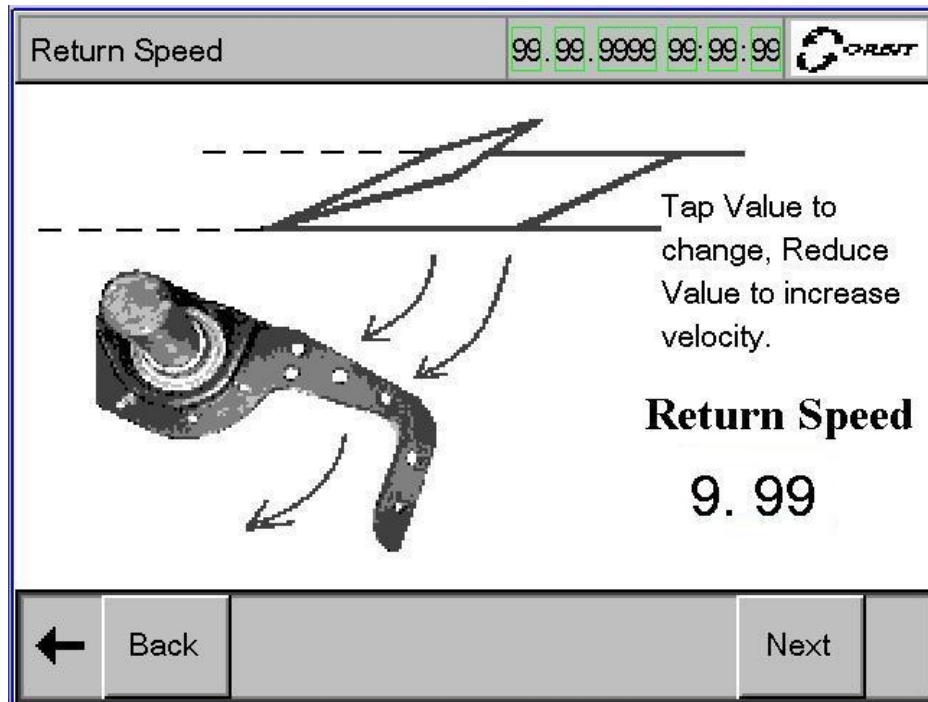 Return Speed
99.99.9999 99:99:99
ORBIT
Tap Value to
change, Reduce
Value to increase
velocity.
Return Speed
9.99
Back
Next